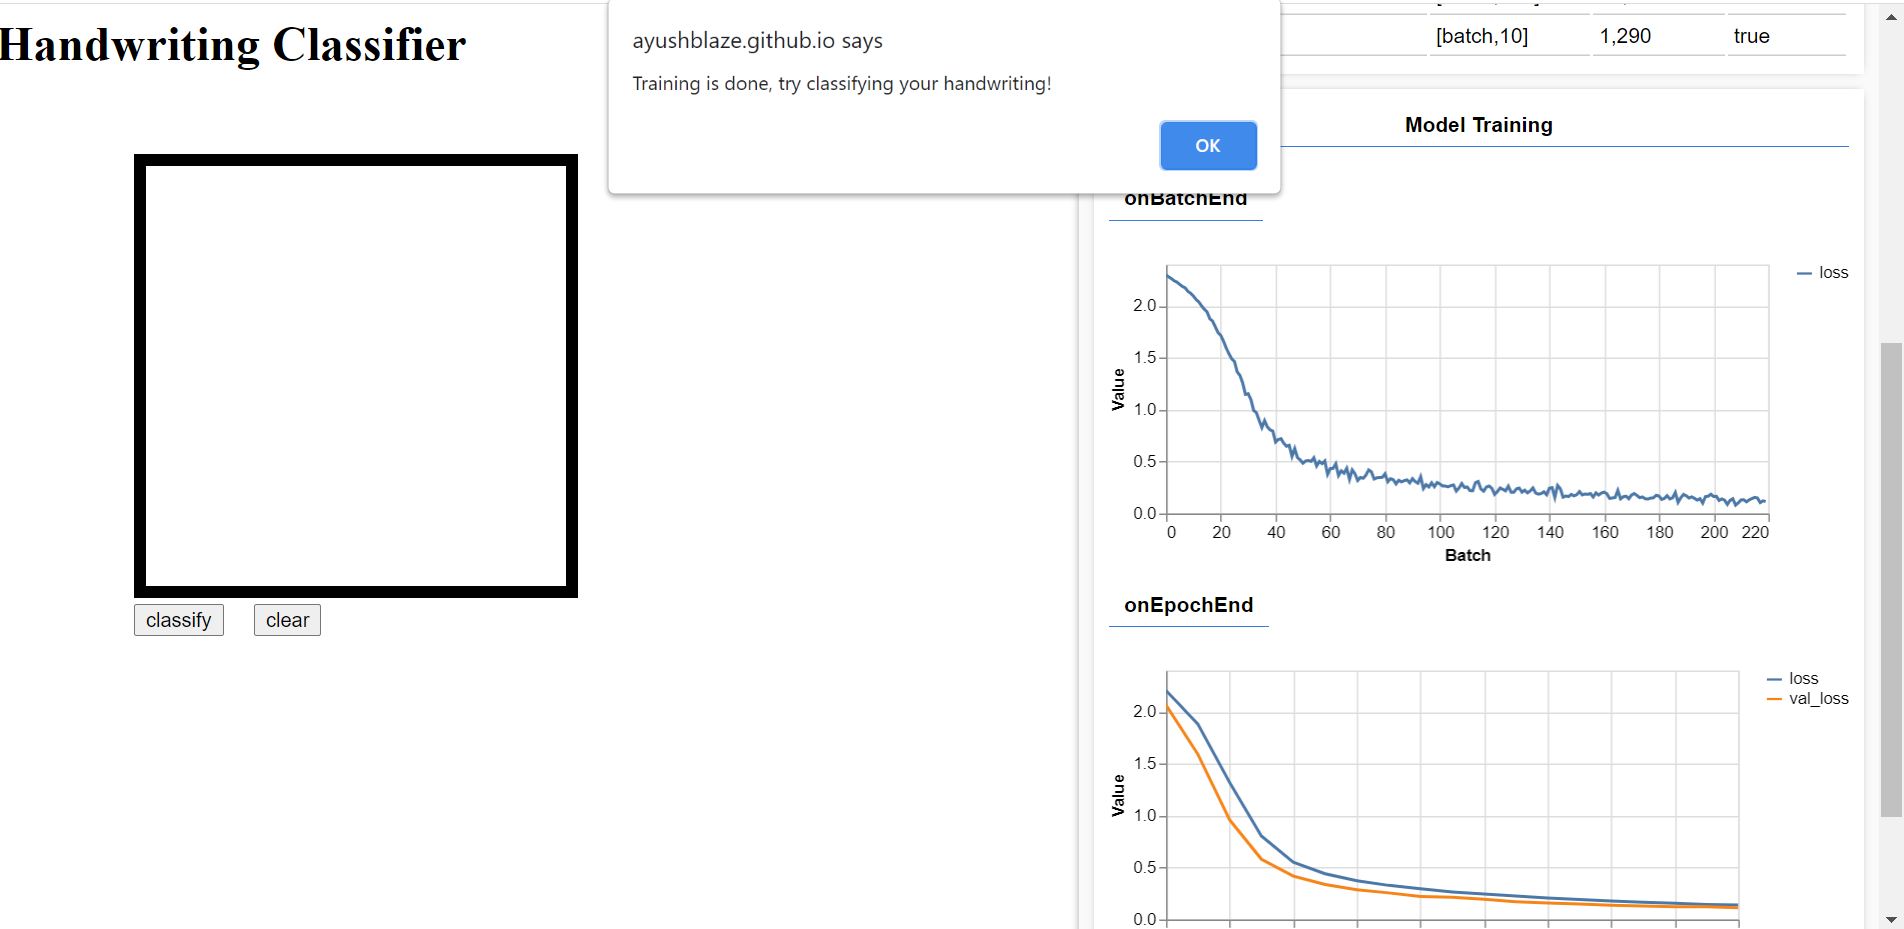 Handwriting Classifier
ayushblaze.github.io says
Training is done, try classifying your handwriting!
OK
classify
clear
[batch,10] 1,290 true
Model Training
onBatchEnd
loss
Value
2.0
1.5
1.0
0.5
0.0
0 20 40 60 80 100 120 140 160 180 200 220
Batch
onEpochEnd
loss
val_loss
Value
2.0
1.5
1.0
0.5
0.0